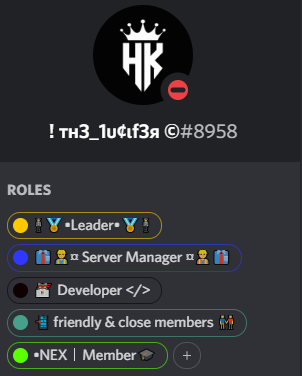 HK
! тн3_1υ¢ιf3я ©#8958
ROLES
🕴🏅▪Leader▪🏅🕴
👔👨‍💼¤ Server Manager ¤👨‍💼👔
🏯 Developer </>
👥 friendly & close members 👬
▪NEX | Member 🎓
+